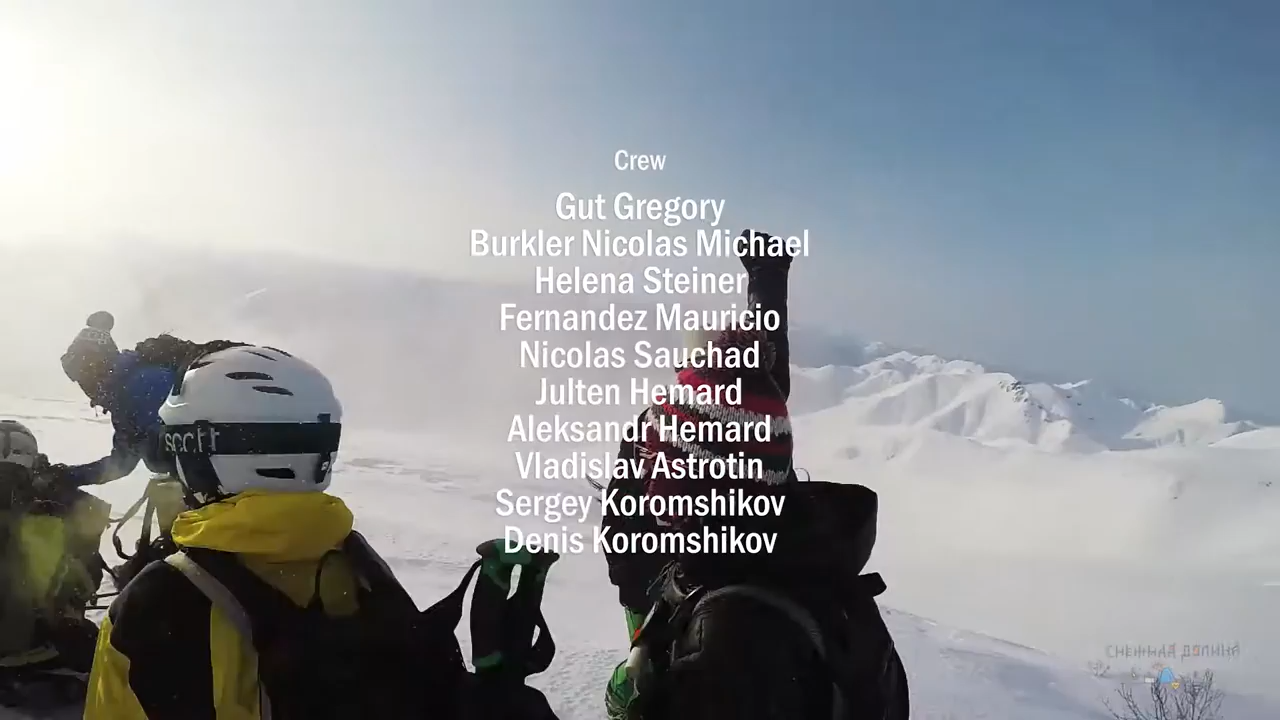 Crew
Gut Gregory
Burkler Nicolas Michael
Helena Steiner
Fernandez Mauricio
Nicolas Sauchad
Julten Hemard
Aleksandr Hemard
Vladislav Astrotin
Sergey Koromshikov
Denis Koromshikov
SCOTT
СНЕЖНАЯ ДОЛИНА